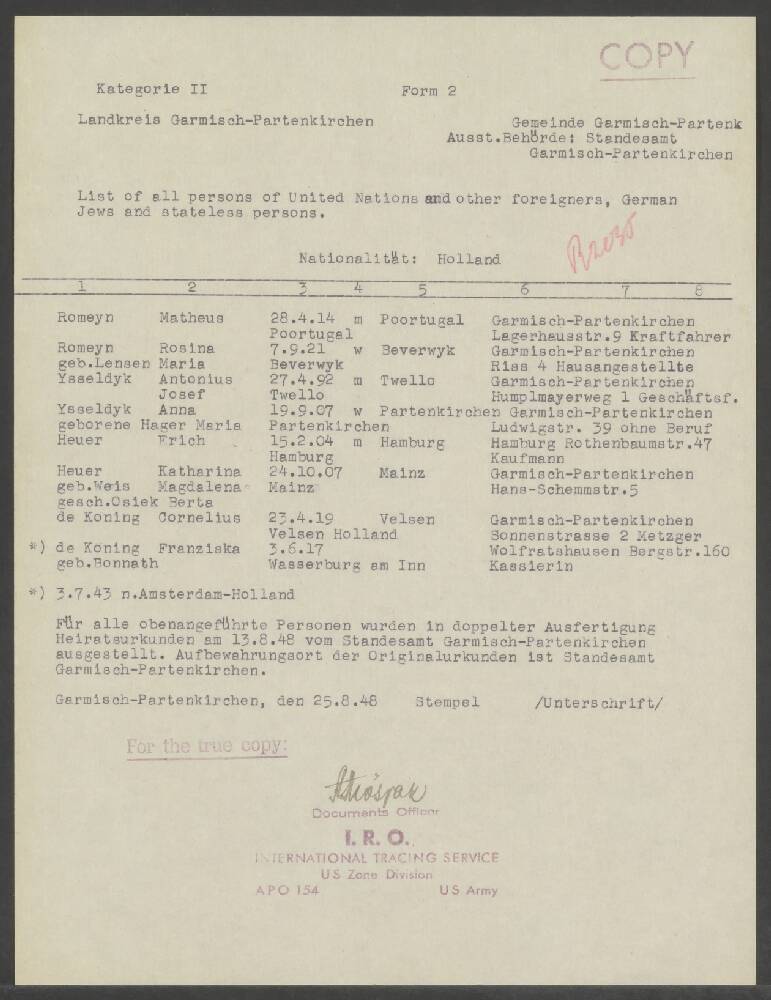 COPY
Kategorie II Form 2
Landkreis Garmisch-Partenkirchen Gemeinde Garmisch-Partenk
Ausst.Behörde: Standesamt
Garmisch-Partenkirchen
List of all persons of United Nations and other foreigners, German
Jews and stateless persons.
Nationalität: Holland
1 2 3 4 5 6 7 8
Romeyn Matheus 28.4.14 m Poortugal Garmisch-Partenkirchen
Poortugal Lagerhausstr.9 Kraftfahrer
Romeyn Rosina 7.9.21 w Beverwyk Garmisch-Partenkirchen
geb.Lensen Maria Beverwyk Riss 4 Hausangestellte
Ysseldyk Antonius 27.4.92 m Twello Garmisch-Partenkirchen
Josef Twello Humplmayerweg 1 Geschäftsf.
Ysseldyk Anna 19.9.07 w Partenkirchen Garmisch-Partenkirchen
geborene Hager Maria Partenkirchen Ludwigstr. 39 ohne Beruf
Heuer Erich 15.2.04 m Hamburg Hamburg Rothenbaumstr.47
Hamburg Kaufmann
Heuer Katharina 24.10.07 Mainz Garmisch-Partenkirchen
geb.Weis Magdalena Mainz Hans-Schemmstr.5
gesch.Osiek Berta
de Koning Cornelius 23.4.19 Velsen Garmisch-Partenkirchen
Velsen Holland Sonnenstrasse 2 Metzger
*) de Koning Franziska 3.6.17 Wolfratshausen Bergstr.160
geb.Bonnath Wasserburg am Inn Kassierin
*) 3.7.43 n.Amsterdam-Holland
Für alle obenangeführte Personen wurden in doppelter Ausfertigung
Heiratsurkunden am 13.8.48 vom Standesamt Garmisch-Partenkirchen
ausgestellt. Aufbewahrungsort der Originalurkunden ist Standesamt
Garmisch-Partenkirchen.
Garmisch-Partenkirchen, den 25.8.48 Stempel /Unterschrift/
For the true copy:
Documents Officer
I. R. O.
INTERNATIONAL TRACING SERVICE
US Zone Division
APO 154 US Army